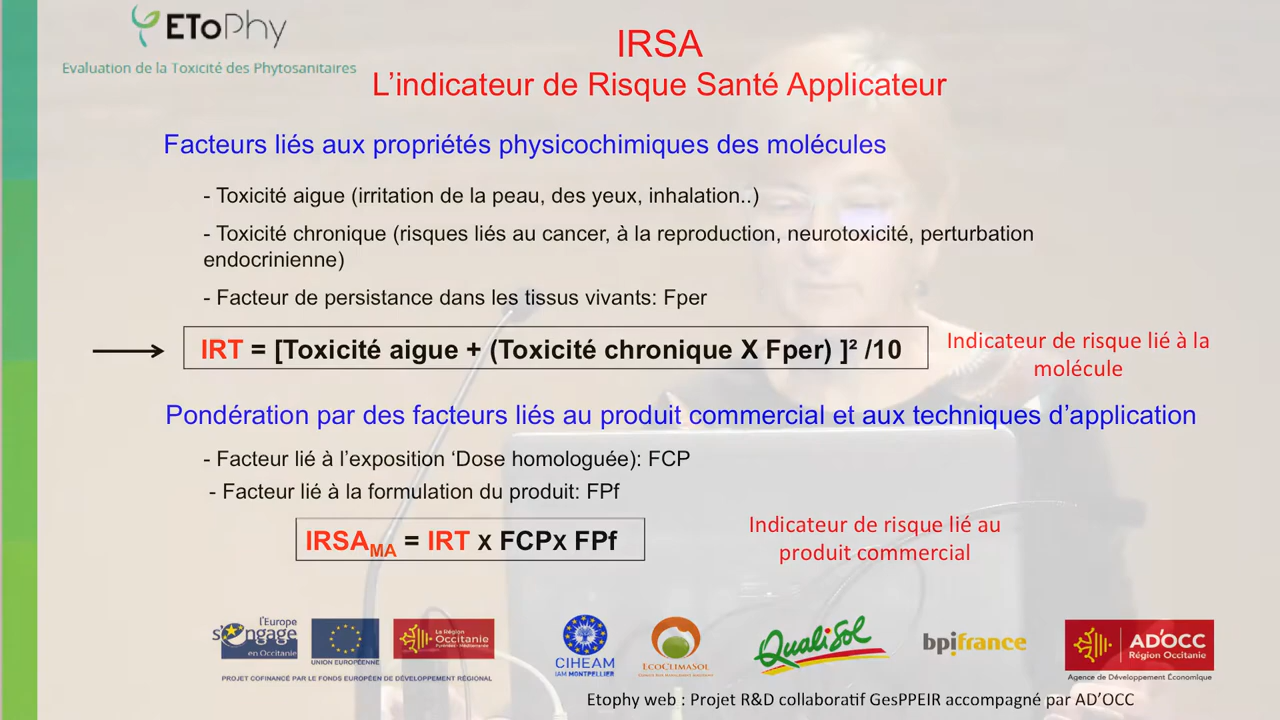 EToPhy
Evaluation de la Toxicité des Phytosanitaires
IRSA
L'indicateur de Risque Santé Applicateur
Facteurs liés aux propriétés physicochimiques des molécules
- Toxicité aigue (irritation de la peau, des yeux, inhalation..)
- Toxicité chronique (risques liés au cancer, à la reproduction, neurotoxicité, perturbation
endocrinienne)
- Facteur de persistance dans les tissus vivants: Fper
IRT = [Toxicité aigue + (Toxicité chronique X Fper) ]² /10
Indicateur de risque lié à la
molécule
Pondération par des facteurs liés au produit commercial et aux techniques d'application
- Facteur lié à l'exposition 'Dose homologuée): FCP
- Facteur lié à la formulation du produit: FPf
IRSAMA = IRT x FCPx FPf
Indicateur de risque lié au
produit commercial
l'Europe
s'engage
en Occitanie
UNION EUROPÉENNE
La Région
Occitanie
Pyrénées - Méditerranée
PROJET COFINANCÉ PAR LE FONDS EUROPÉEN DE DÉVELOPPEMENT RÉGIONAL
CIHEAM
IAM MONTPELLIER
ECOCLIMASOL
QualiSol
bpifrance
AD'OCC
Région Occitanie
Agence de Développement Économique
Etophy web : Projet R&D collaboratif GesPPEIR accompagné par AD'OCC